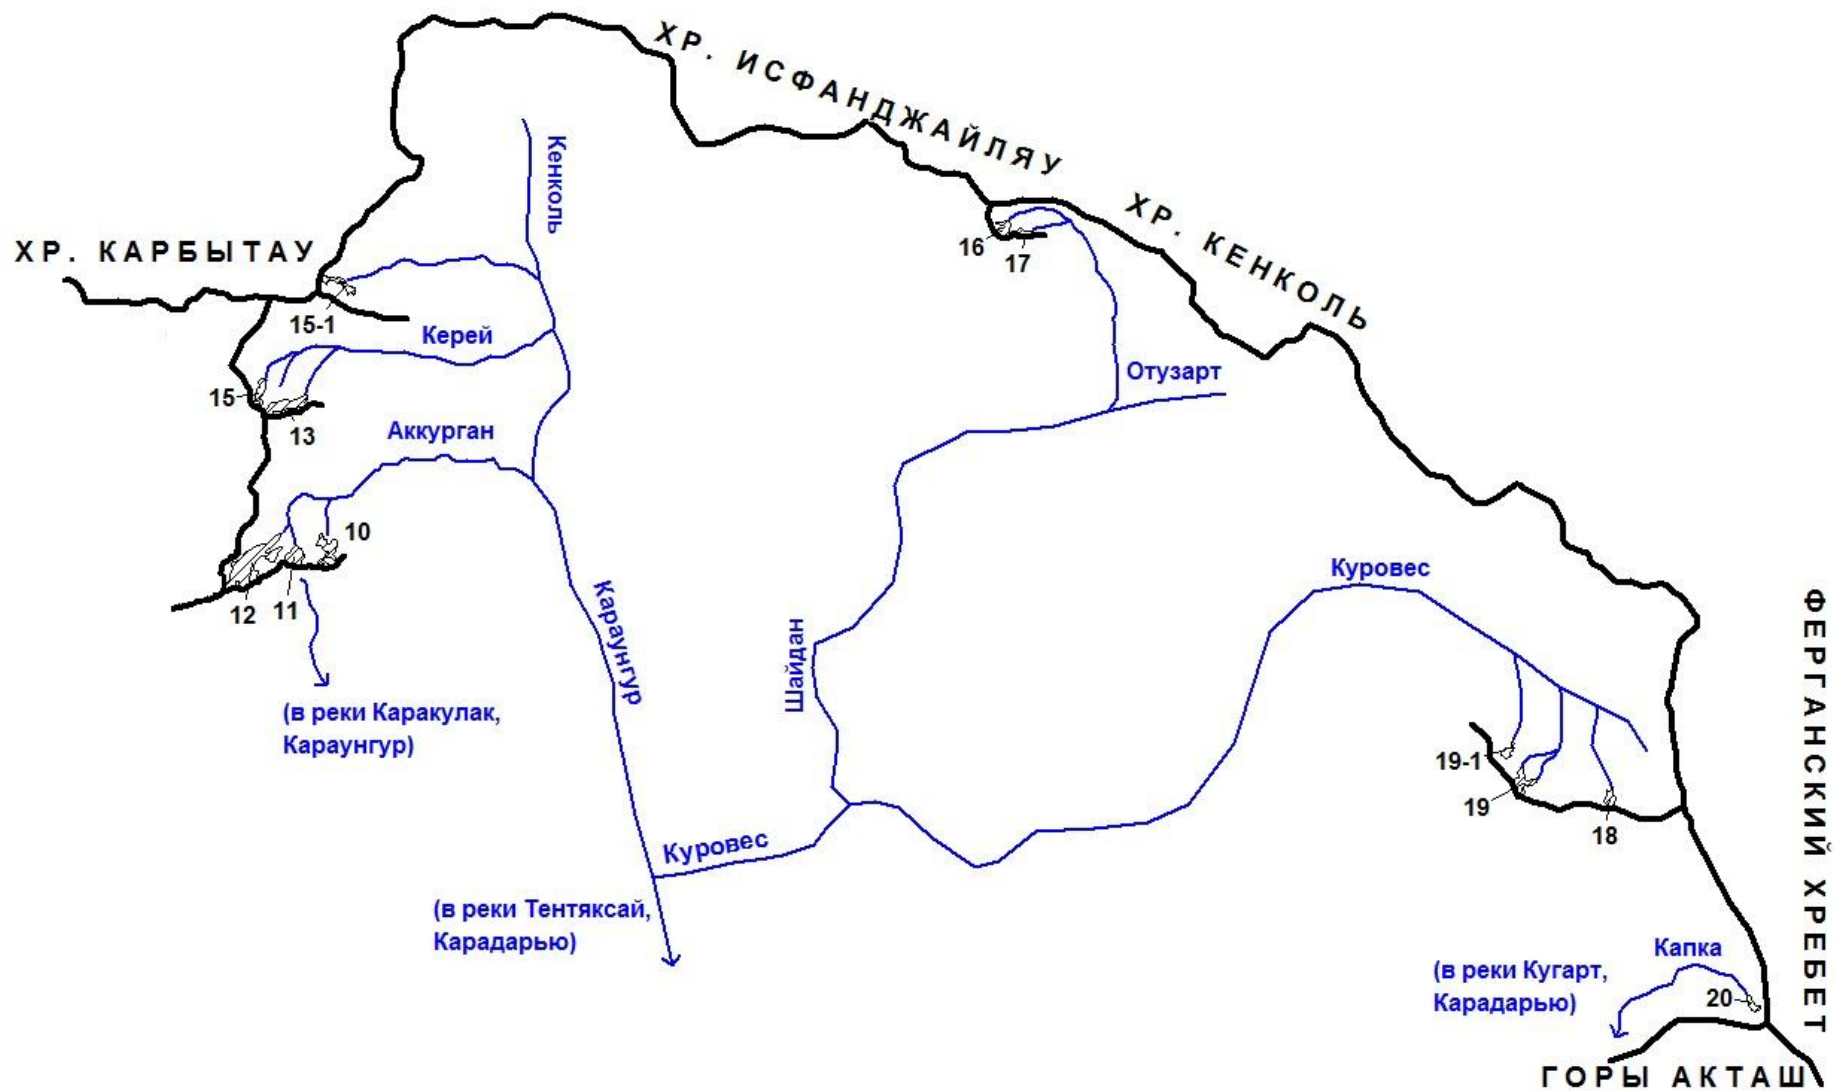 ХР. ИСФАНДЖАЙЛЯУ
Кенколь
ХР. КЕНКОЛЬ
ХР. КАРБЫТАУ
16
17
15-1
Керей
Отузарт
15
13
Аккурган
10
12
11
Караунгур
Куровес
ФЕРГАНСКИЙ ХРЕБЕТ
Шайдан
(в реки Каракулак,
Караунгур)
19-1
19
18
Куровес
(в реки Тентяксай,
Карадарью)
Капка
(в реки Кугарт,
Карадарью)
20
ГОРЫ АКТАШ